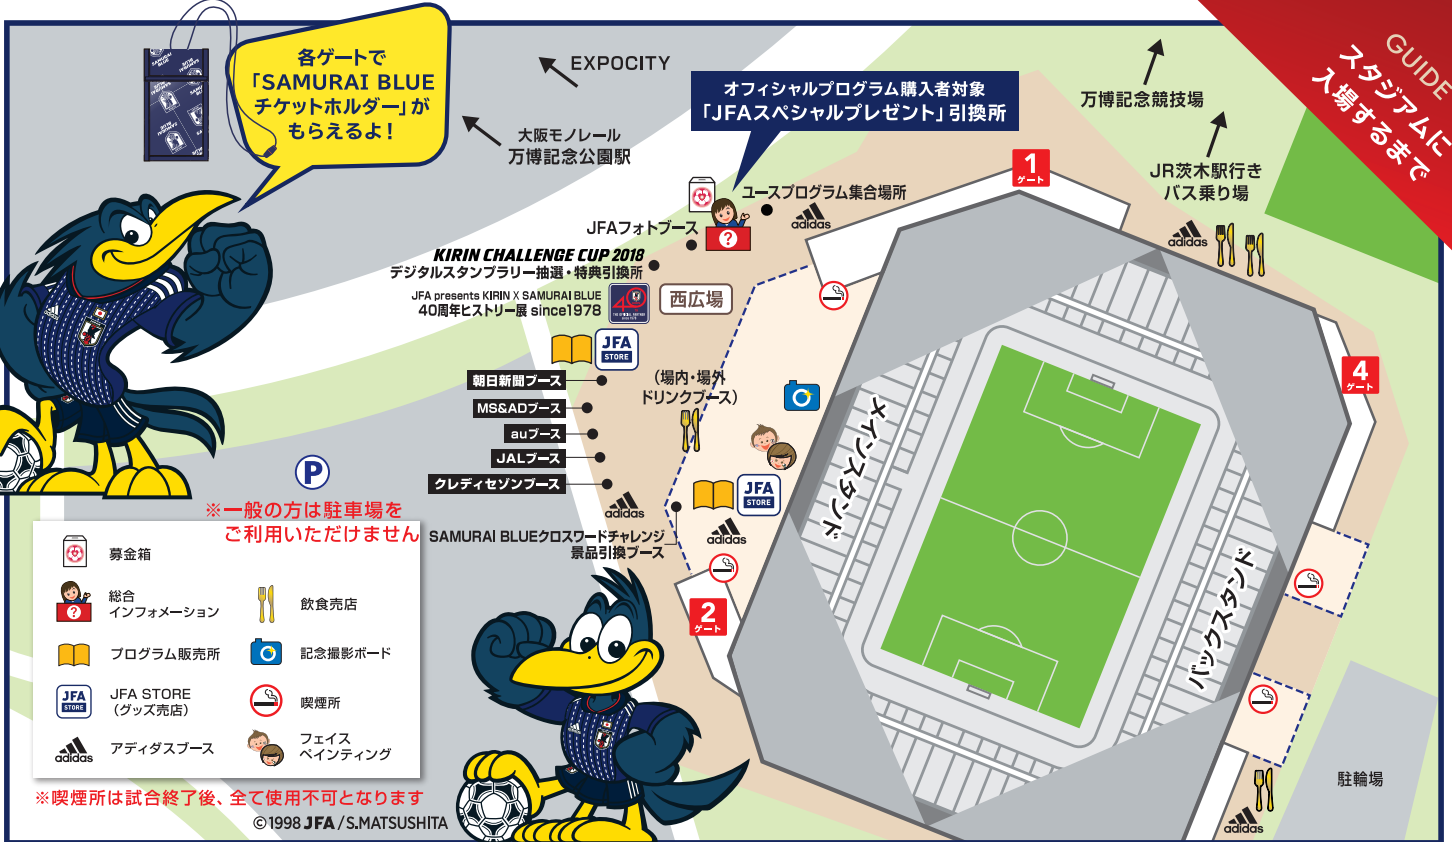 各ゲートで
「SAMURAI BLUE
チケットホルダー」が
もらえるよ!
EXPOCITY
大阪モノレール
万博記念公園駅
オフィシャルプログラム購入者対象
「JFAスペシャルプレゼント」引換所
万博記念競技場
JR茨木駅行き
バス乗り場
GUIDE
スタジアムに
入場するまで
1
ゲート
ユースプログラム集合場所
adidas
adidas
JFAフォトブース
?
KIRIN CHALLENGE CUP 2018
デジタルスタンプラリー抽選・特典引換所
JFA presents KIRIN X SAMURAI BLUE
40周年ヒストリー展 since1978
40
西広場
JFA
STORE
朝日新聞ブース
MS&ADブース
auブース
JALブース
クレディセゾンブース
(場内・場外
ドリンクブース)
4
ゲート
メインスタンド
バックスタンド
adidas
JFA
STORE
adidas
SAMURAI BLUEクロスワードチャレンジ
景品引換ブース
2
ゲート
P
※一般の方は駐車場を
ご利用いただけません
募金箱
?
総合
インフォメーション
飲食売店
プログラム販売所
記念撮影ボード
JFA
STORE
JFA STORE
(グッズ売店)
喫煙所
adidas
アディダスブース
フェイス
ペインティング
※喫煙所は試合終了後、全て使用不可となります
©1998 JFA/S.MATSUSHITA
駐輪場
adidas